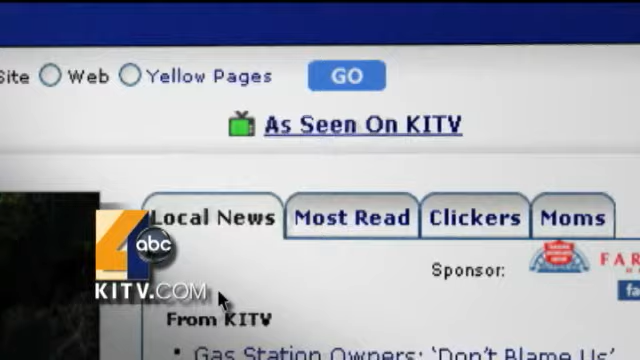 Site Web Yellow Pages GO
As Seen On KITV
Local News Most Read Clickers Moms
4 abc
KITV.COM
Sponsor:
From KITV
• Gas Station Owners: 'Don't Blame Us'